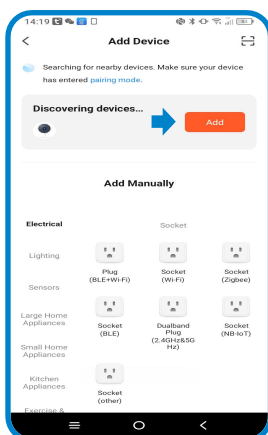 14:19
Add Device
Searching for nearby devices. Make sure your device
has entered pairing mode.
Discovering devices...
Add
Add Manually
Electrical
Socket
Lighting
Plug
(BLE+Wi-Fi)
Socket
(Wi-Fi)
Socket
(Zigbee)
Sensors
Large Home
Appliances
Socket
(BLE)
Dualband
Plug
(2.4GHz&5G
Hz)
Socket
(NB-IoT)
Small Home
Appliances
Kitchen
Appliances
Socket
(other)
Exercise &